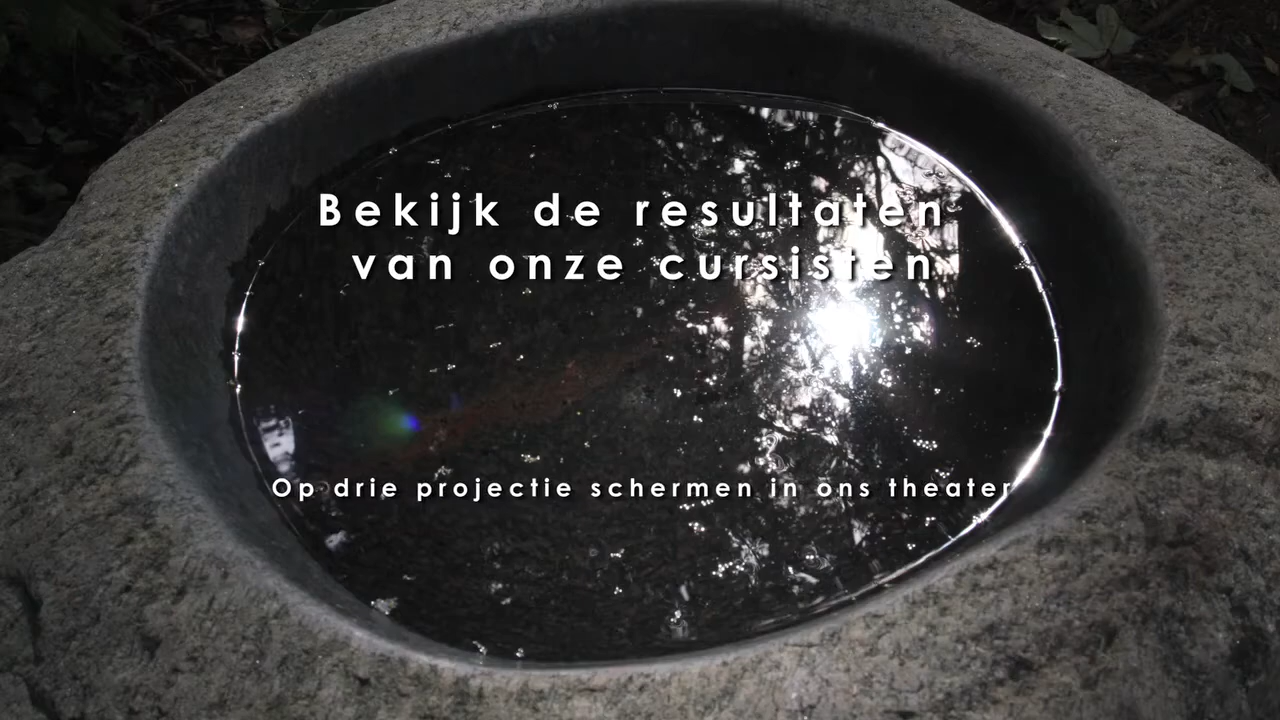 Bekijk de resultaten
van onze cursisten
Op drie projectie schermen in ons theater